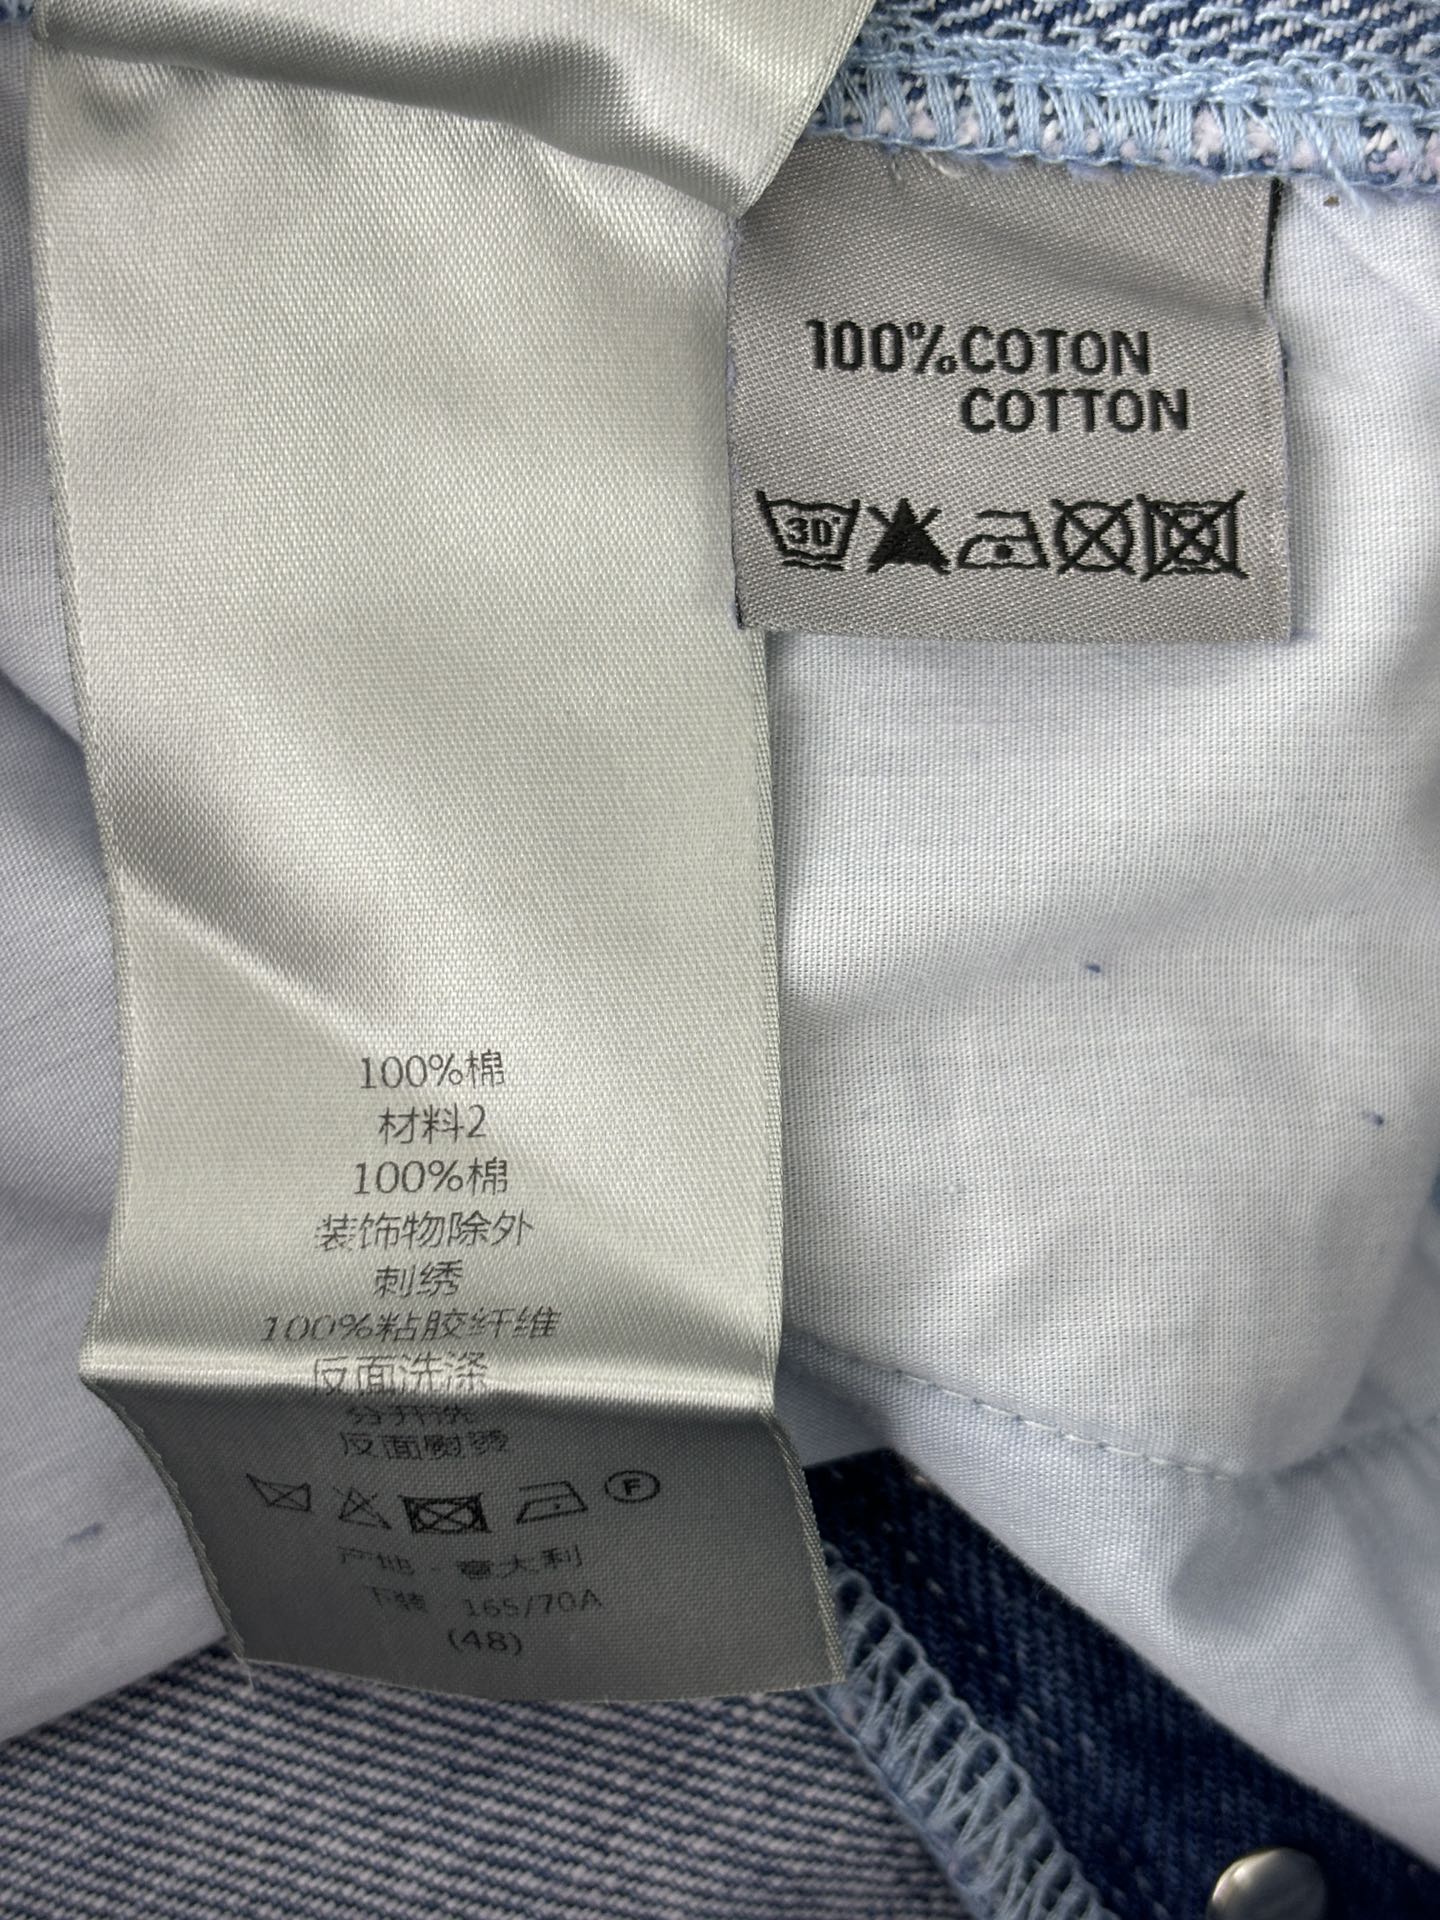 100%COTON
COTTON
30°
100%棉
材料2
100%棉
装饰物除外
刺绣
100%粘胶纤维
反面洗涤
分开洗
反面熨烫
F
产地 - 意大利
下装 165/70A
(48)